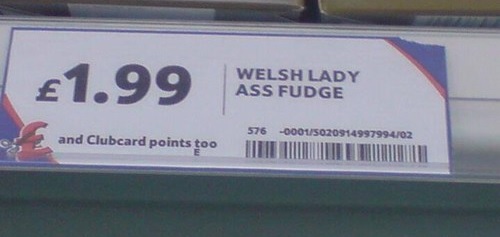 £1.99
WELSH LADY
ASS FUDGE
576 -0001/5020914997994/02
and Clubcard points too
E